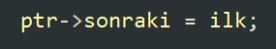 ptr->sonraki = ilk;